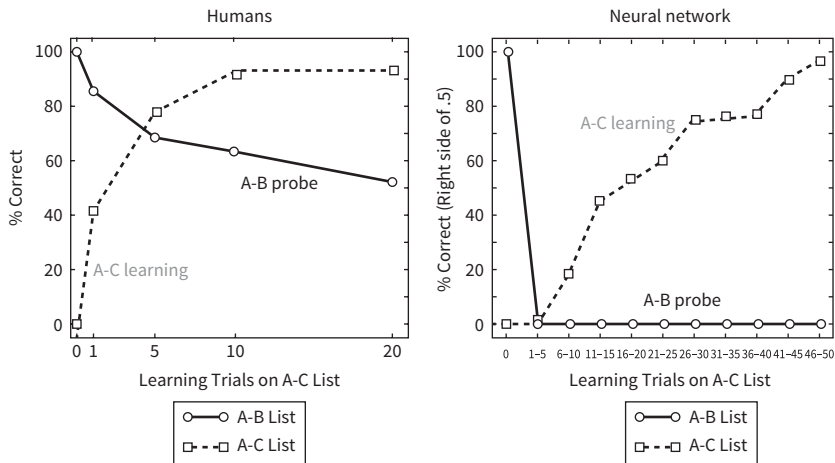 Humans
% Correct
100
80
60
40
20
0
A-B probe
A-C learning
0 1 5 10 20
Learning Trials on A-C List
A-B List
A-C List
Neural network
% Correct (Right side of .5)
100
80
60
40
20
0
A-C learning
A-B probe
0 1–5 6–10 11–15 16–20 21–25 26–30 31–35 36–40 41–45 46–50
Learning Trials on A-C List
A-B List
A-C List